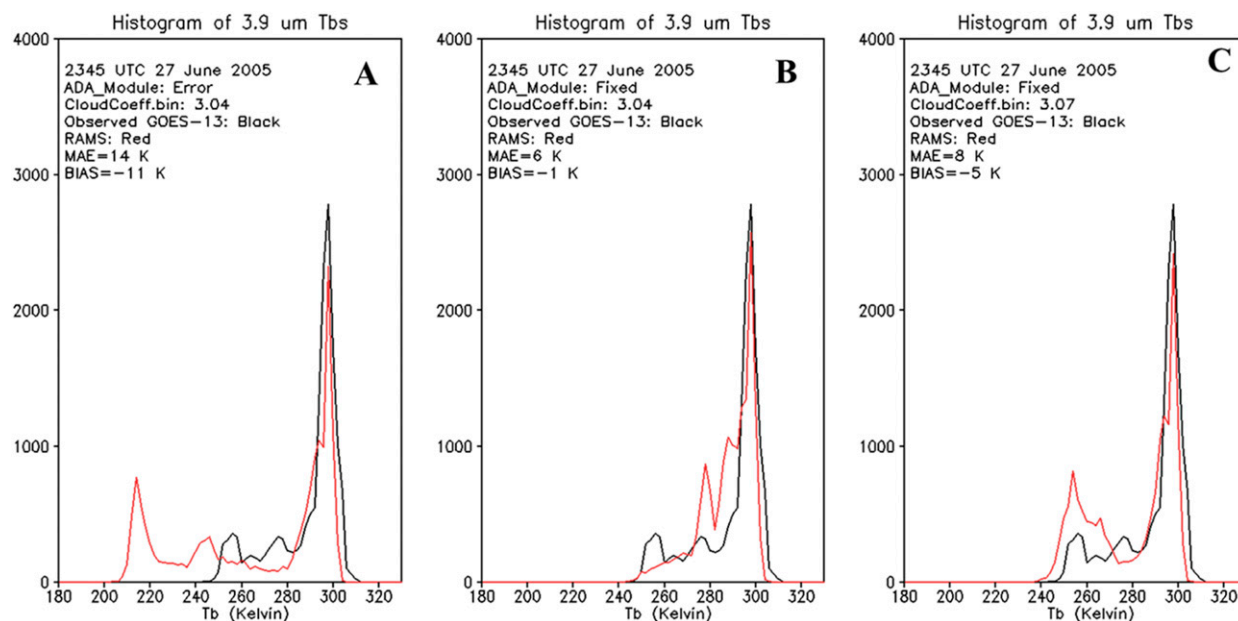 Histogram of 3.9 um Tbs
4000
3000
2000
1000
0
2345 UTC 27 June 2005
ADA_Module: Error
CloudCoeff.bin: 3.04
Observed GOES-13: Black
RAMS: Red
MAE=14 K
BIAS=-11 K
A
180 200 220 240 260 280 300 320
Tb (Kelvin)
Histogram of 3.9 um Tbs
4000
3000
2000
1000
0
2345 UTC 27 June 2005
ADA_Module: Fixed
CloudCoeff.bin: 3.04
Observed GOES-13: Black
RAMS: Red
MAE=6 K
BIAS=-1 K
B
180 200 220 240 260 280 300 320
Tb (Kelvin)
Histogram of 3.9 um Tbs
4000
3000
2000
1000
0
2345 UTC 27 June 2005
ADA_Module: Fixed
CloudCoeff.bin: 3.07
Observed GOES-13: Black
RAMS: Red
MAE=8 K
BIAS=-5 K
C
180 200 220 240 260 280 300 320
Tb (Kelvin)